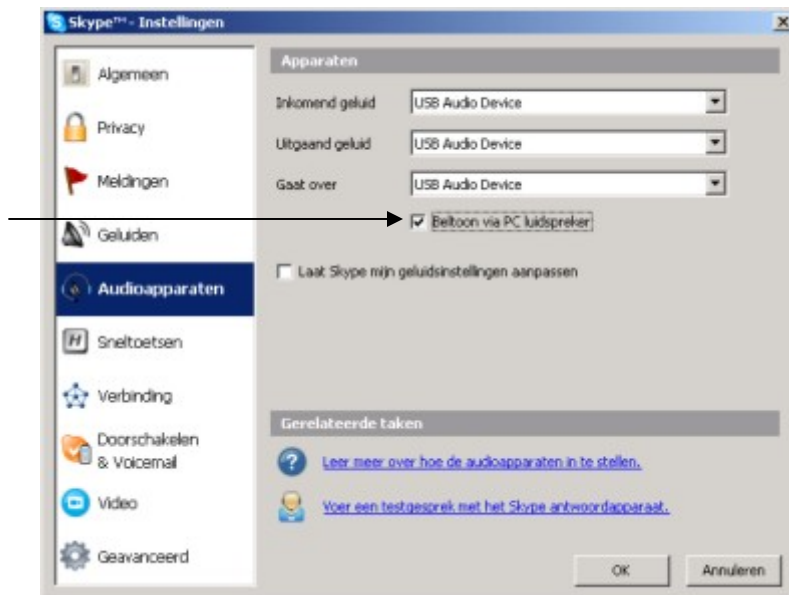 Skype™ - Instellingen
Algemeen
Privacy
Meldingen
Geluiden
Audioapparaten
Sneltoetsen
Verbinding
Doorschakelen
& Voicemail
Video
Geavanceerd
Apparaten
Inkomend geluid USB Audio Device
Uitgaand geluid USB Audio Device
Gaat over USB Audio Device
Beltoon via PC luidspreker
Laat Skype mijn geluidsinstellingen aanpassen
Gerelateerde taken
Leer meer over hoe de audioapparaten in te stellen.
Voer een testgesprek met het Skype antwoordapparaat.
OK Annuleren